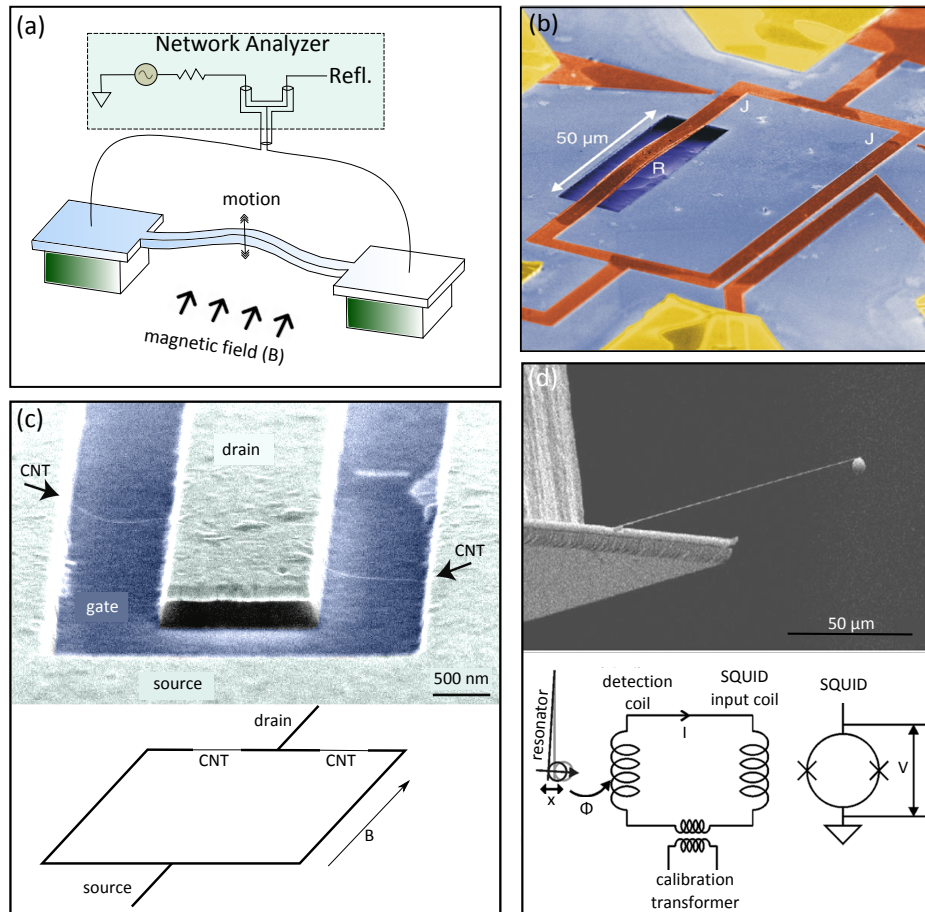 (a)
Network Analyzer
Refl.
motion
magnetic field (B)
(b)
50 µm
J
J
R
(c)
drain
CNT
CNT
gate
source
500 nm
drain
CNT
CNT
B
source
(d)
50 µm
detection
coil
SQUID
input coil
SQUID
resonator
I
V
x
Φ
calibration
transformer